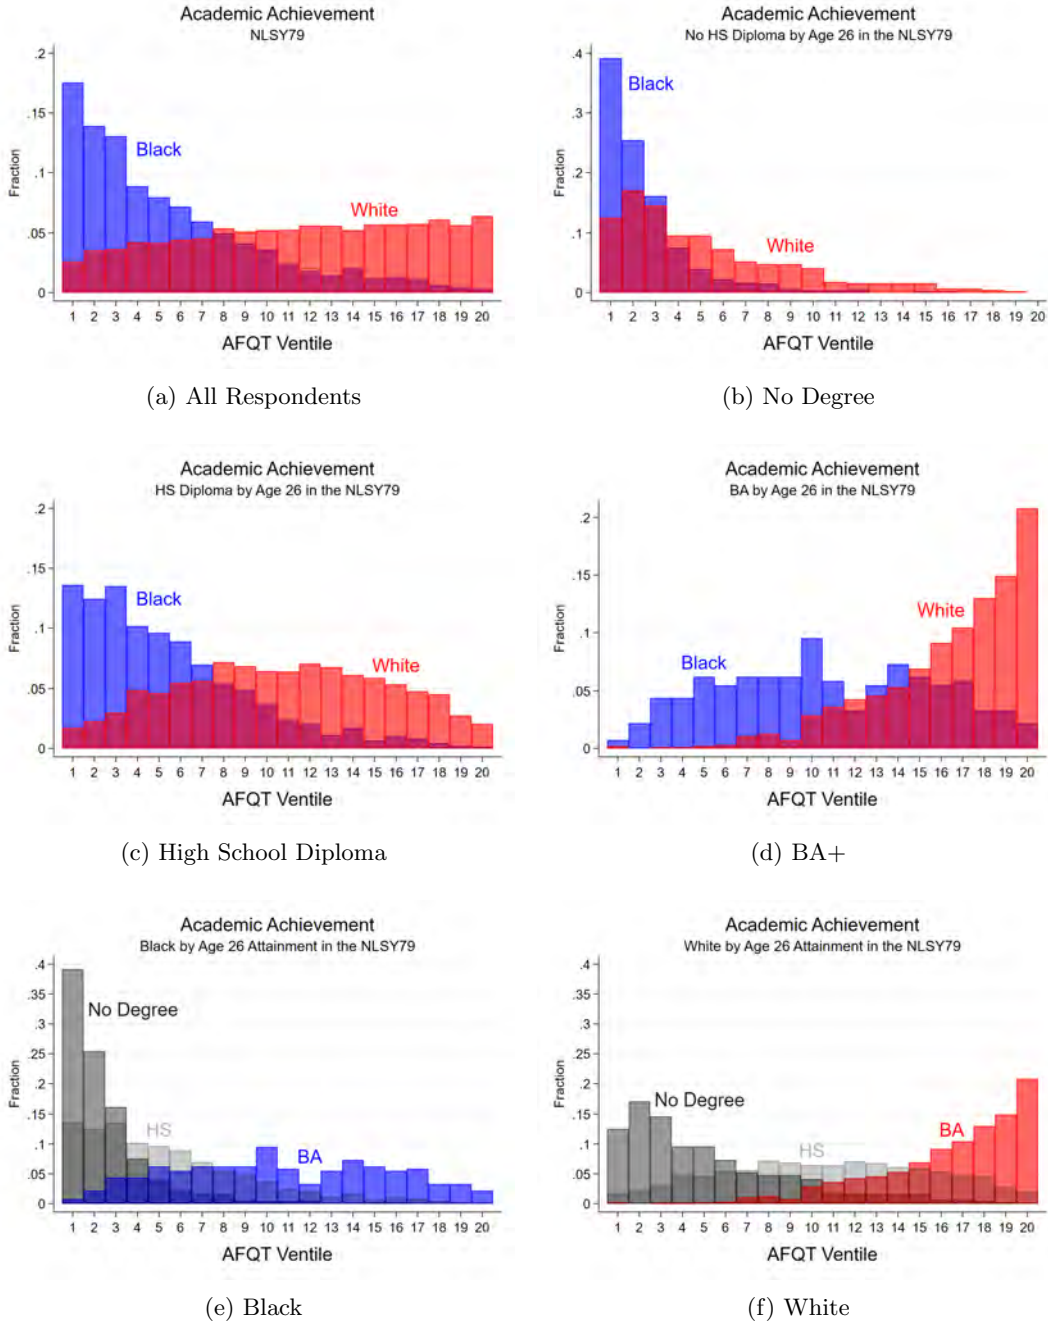 Academic Achievement
NLSY79
.2
.15
.1
.05
0
Fraction
Black
White
1 2 3 4 5 6 7 8 9 10 11 12 13 14 15 16 17 18 19 20
AFQT Ventile
(a) All Respondents
Academic Achievement
No HS Diploma by Age 26 in the NLSY79
.4
.3
.2
.1
0
Fraction
Black
White
1 2 3 4 5 6 7 8 9 10 11 12 13 14 15 16 17 18 19 20
AFQT Ventile
(b) No Degree
Academic Achievement
HS Diploma by Age 26 in the NLSY79
.2
.15
.1
.05
0
Fraction
Black
White
1 2 3 4 5 6 7 8 9 10 11 12 13 14 15 16 17 18 19 20
AFQT Ventile
(c) High School Diploma
Academic Achievement
BA by Age 26 in the NLSY79
.2
.15
.1
.05
0
Fraction
Black
White
1 2 3 4 5 6 7 8 9 10 11 12 13 14 15 16 17 18 19 20
AFQT Ventile
(d) BA+
Academic Achievement
Black by Age 26 Attainment in the NLSY79
.4
.35
.3
.25
.2
.15
.1
.05
0
Fraction
No Degree
HS
BA
1 2 3 4 5 6 7 8 9 10 11 12 13 14 15 16 17 18 19 20
AFQT Ventile
(e) Black
Academic Achievement
White by Age 26 Attainment in the NLSY79
.4
.35
.3
.25
.2
.15
.1
.05
0
Fraction
No Degree
HS
BA
1 2 3 4 5 6 7 8 9 10 11 12 13 14 15 16 17 18 19 20
AFQT Ventile
(f) White